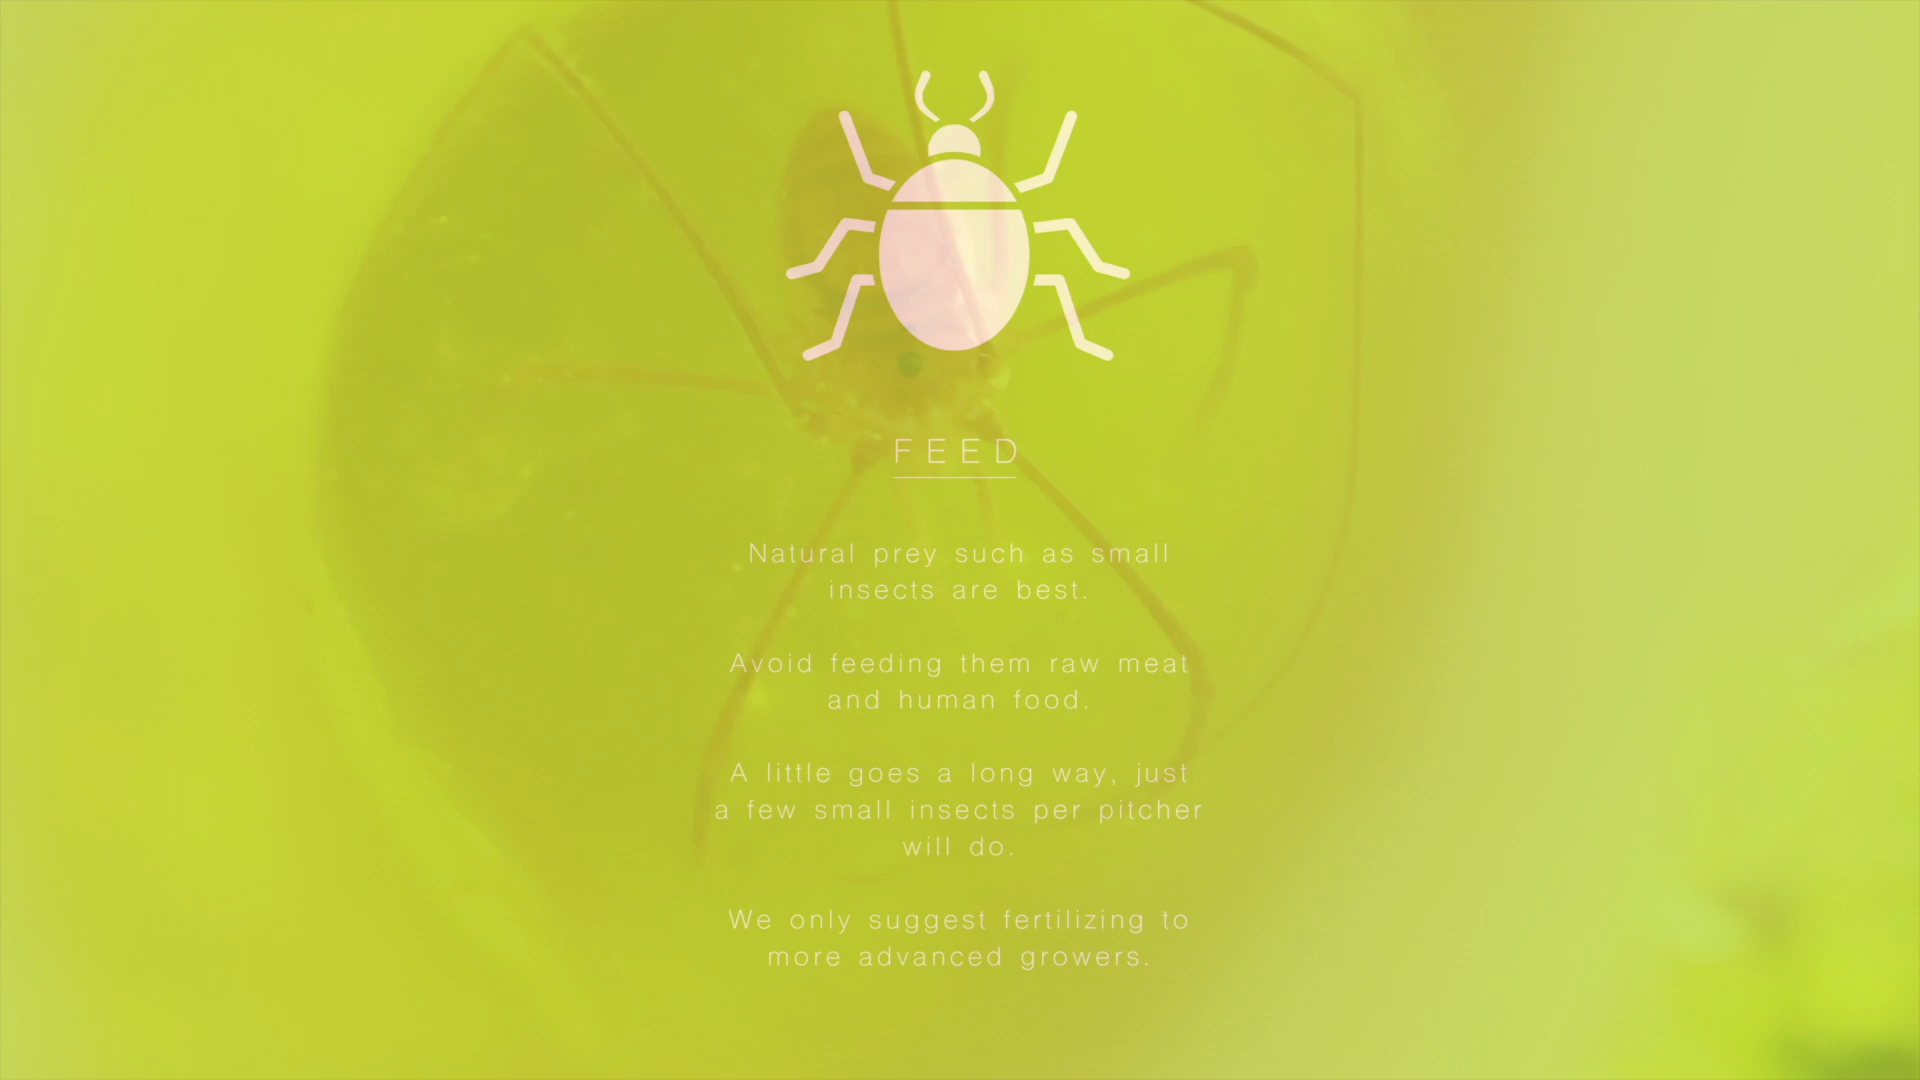 FEED
Natural prey such as small
insects are best.
Avoid feeding them raw meat
and human food.
A little goes a long way, just
a few small insects per pitcher
will do.
We only suggest fertilizing to
more advanced growers.